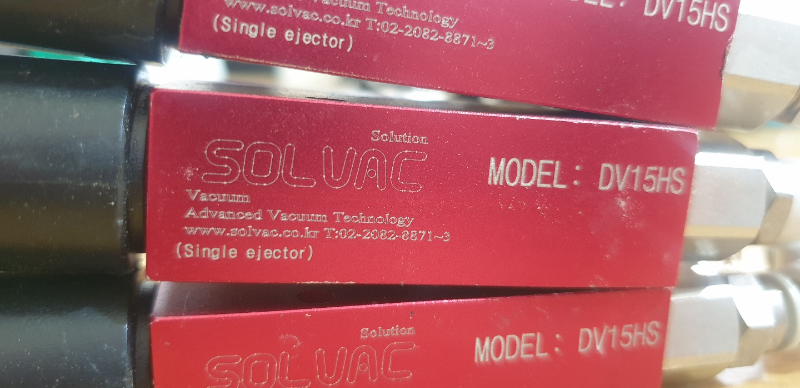 Vacuum Technology
www.solvac.co.kr T:02-2082-8871~3
(Single ejector)
DV15HS
Solution
SOLVAC
MODEL: DV15HS
Vacuum
Advanced Vacuum Technology
www.solvac.co.kr T:02-2082-8871~3
(Single ejector)
Solution
SOLVAC
MODEL: DV15HS